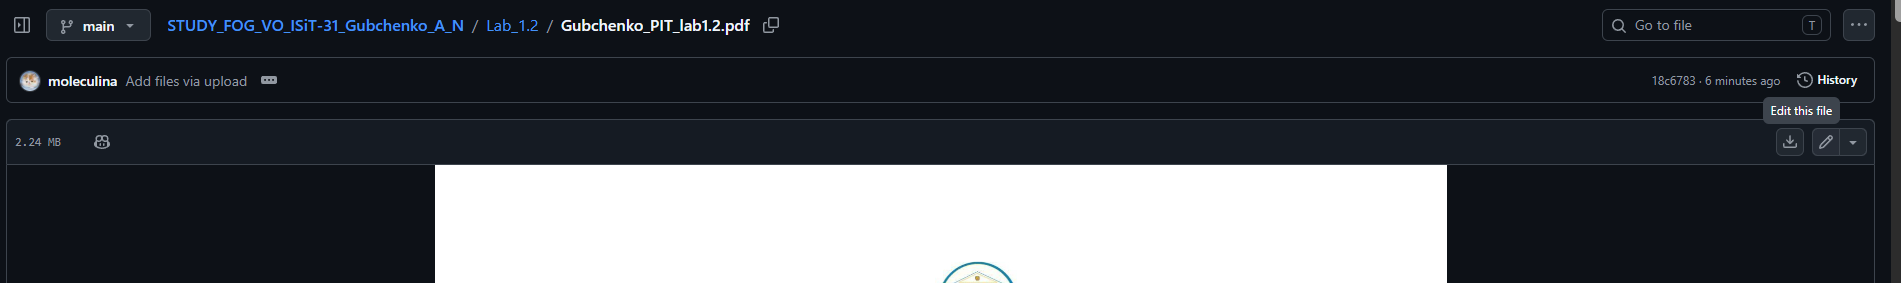 main STUDY_FOG_VO_ISiT-31_Gubchenko_A_N / Lab_1.2 / Gubchenko_PIT_lab1.2.pdf Go to file T
moleculina Add files via upload 18c6783 · 6 minutes ago History
Edit this file
2.24 MB